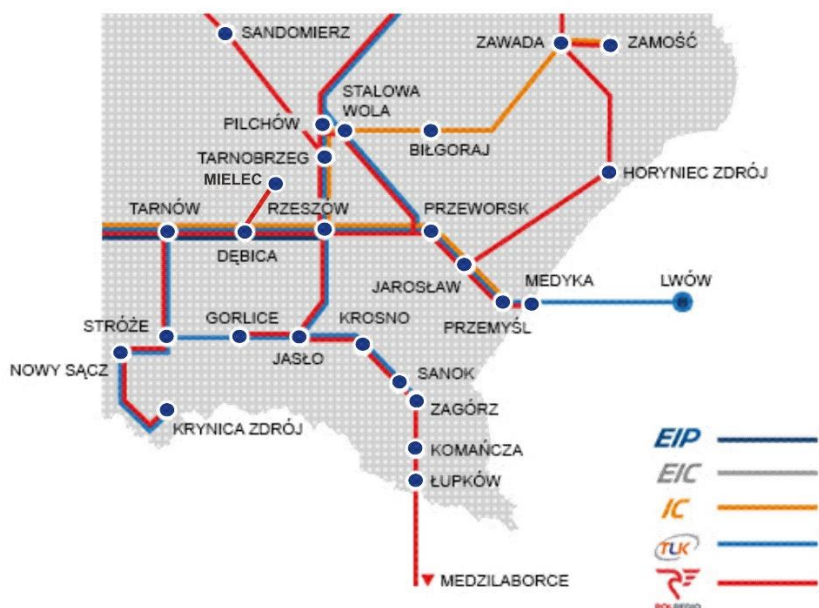 SANDOMIERZ
ZAWADA
ZAMOŚĆ
STALOWA
WOLA
PILCHÓW
BIŁGORAJ
TARNOBRZEG
MIELEC
HORYNIEC ZDRÓJ
TARNÓW
RZESZÓW
PRZEWORSK
DĘBICA
JAROSŁAW
MEDYKA
LWÓW
PRZEMYŚL
STRÓŻE
GORLICE
KROSNO
JASŁO
NOWY SĄCZ
SANOK
ZAGÓRZ
KRYNICA ZDRÓJ
KOMAŃCZA
ŁUPKÓW
MEDZILABORCE
EIP
EIC
IC
TLK
POLREGIO